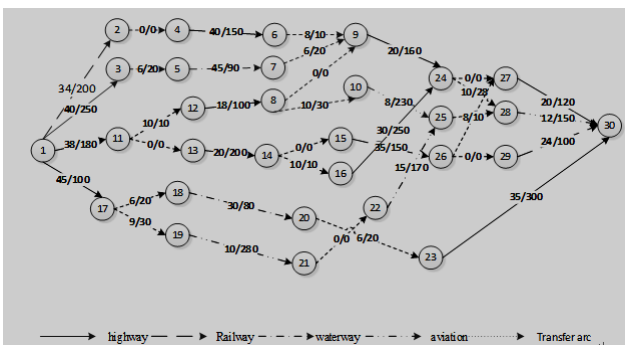 2 0/0 4 40/150 6 8/10 9
6/20 20/160
3 6/20 5 45/90 7
34/200 0/0 24 0/0 27
40/250 10 10/28
8 8/230 20/120
12 18/100 10/30 28 12/150
10/10 30/250 25 8/10 30
38/180 11 15 24/100
1 0/0 13 20/200 14 0/0 35/150 26 0/0 29
10/10 16 15/170
45/100 35/300
18
17 6/20 30/80 20 22
9/30 0/0 6/20
19 10/280 23
21
highway Railway waterway aviation Transfer arc